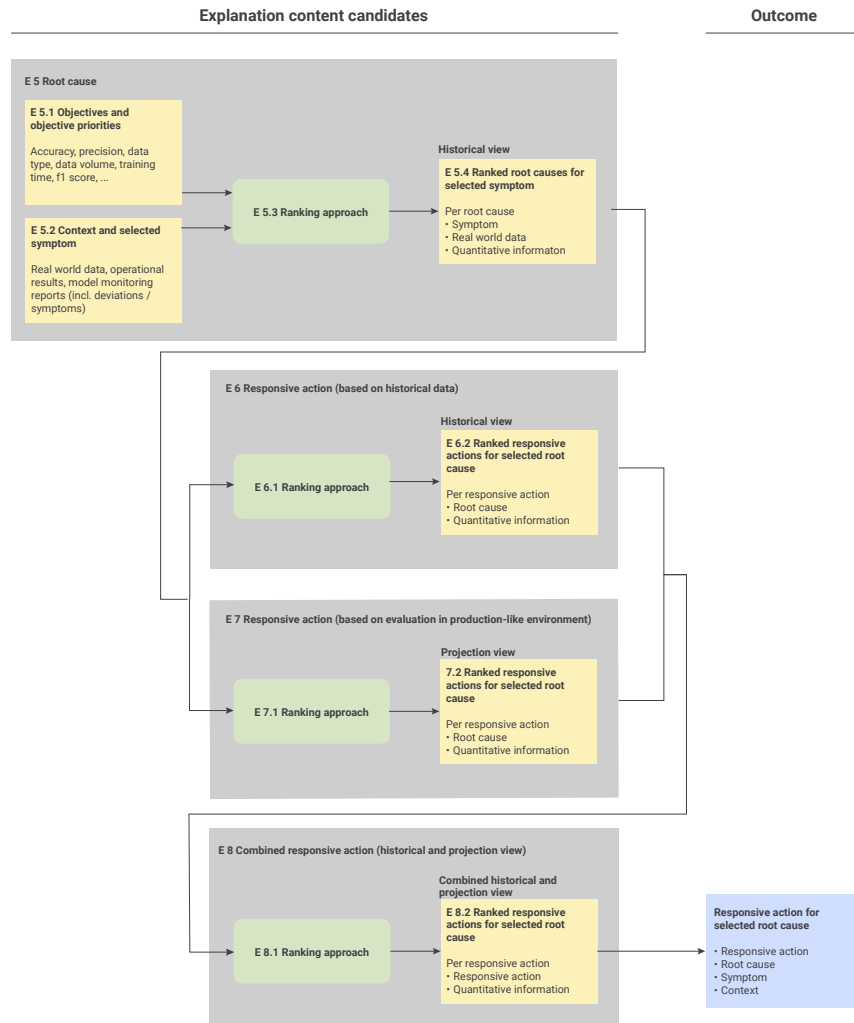 Explanation content candidates
Outcome
E 5 Root cause
E 5.1 Objectives and
objective priorities
Accuracy, precision, data
type, data volume, training
time, f1 score, ...
E 5.2 Context and selected
symptom
Real world data, operational
results, model monitoring
reports (incl. deviations /
symptoms)
E 5.3 Ranking approach
Historical view
E 5.4 Ranked root causes for
selected symptom
Per root cause
• Symptom
• Real world data
• Quantitative informaton
E 6 Responsive action (based on historical data)
E 6.1 Ranking approach
Historical view
E 6.2 Ranked responsive
actions for selected root
cause
Per responsive action
• Root cause
• Quantitative information
E 7 Responsive action (based on evaluation in production-like environment)
E 7.1 Ranking approach
Projection view
7.2 Ranked responsive
actions for selected root
cause
Per responsive action
• Root cause
• Quantitative information
E 8 Combined responsive action (historical and projection view)
E 8.1 Ranking approach
Combined historical and
projection view
E 8.2 Ranked responsive
actions for selected root
cause
Per responsive action
• Responsive action
• Quantitative information
Responsive action for
selected root cause
• Responsive action
• Root cause
• Symptom
• Context